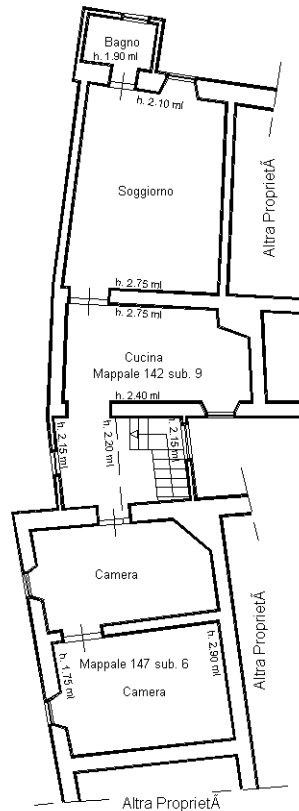 Bagno
h. 1.90 ml
h. 2.10 ml
Soggiorno
Altra ProprietÃ
h. 2.75 ml
h. 2.75 ml
Cucina
Mappale 142 sub. 9
h. 2.40 ml
h. 2.15 ml
h. 2.20 ml
h. 2.15 ml
Camera
Altra ProprietÃ
h. 2.90 ml
Mappale 147 sub. 6
h. 1.75 ml
Camera
Altra ProprietÃ